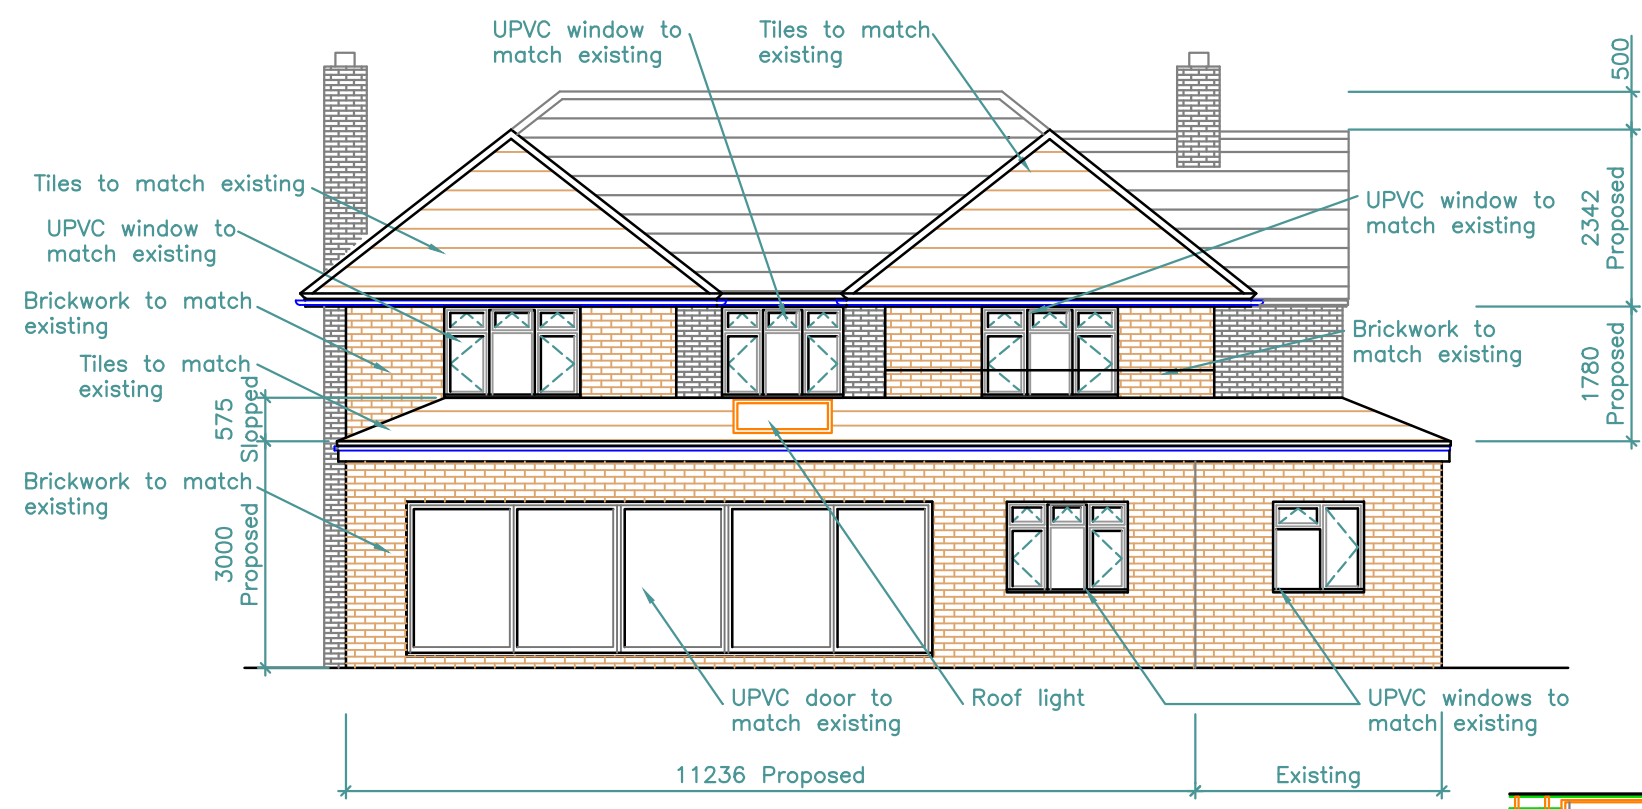 UPVC window to
match existing
Tiles to match
existing
500
Tiles to match existing
UPVC window to
match existing
UPVC window to
match existing
2342
Proposed
Brickwork to match
existing
Brickwork to
match existing
Tiles to match
existing
1780
Proposed
575
Slopped
Brickwork to match
existing
3000
Proposed
UPVC door to
match existing
Roof light
UPVC windows to
match existing
11236 Proposed
Existing